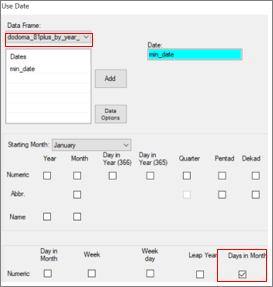 Use Date
Data Frame:
dodoma_81plus_by_year_
Date:
min_date
Dates
min_date
Add
Data
Options
Starting Month: January
Year Month Day in Year (366) Day in Year (365) Quarter Pentad Dekad
Numeric
Abbr.
Name
Day in Month Week Week day Leap Year Days in Month
Numeric